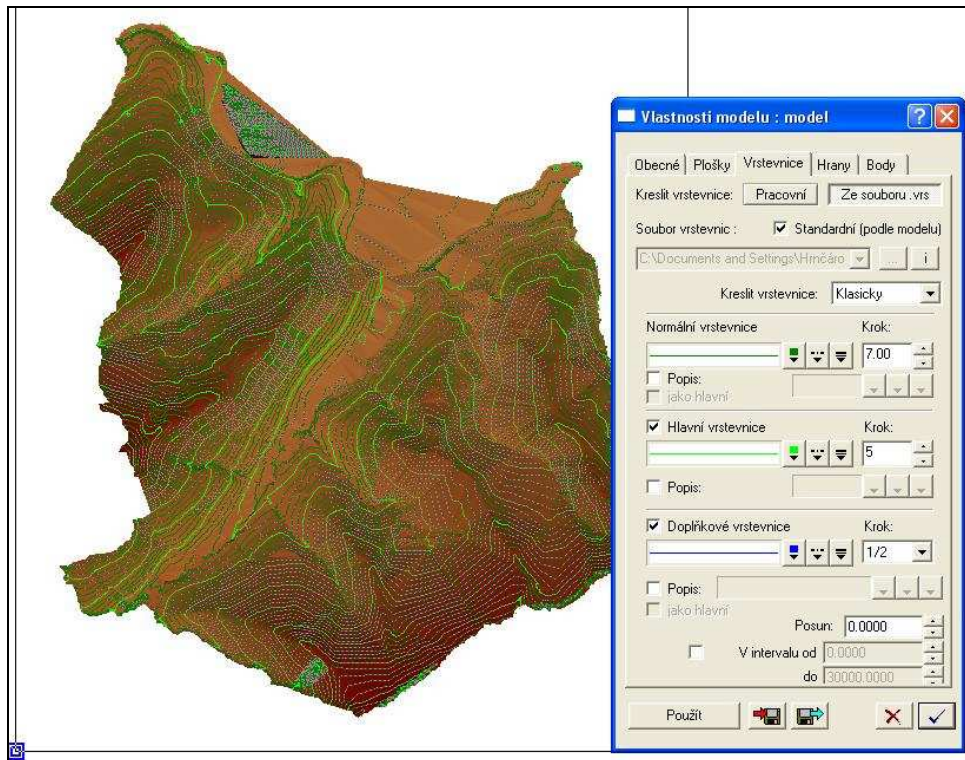 Vlastnosti modelu : model
Obecné Plošky Vrstevnice Hrany Body
Kreslit vrstevnice: Pracovní Ze souboru .vrs
Soubor vrstevnic : Standardní (podle modelu)
C:\Documents and Settings\Hrnčáro ... i
Kreslit vrstevnice: Klasicky
Normální vrstevnice Krok:
7.00
Popis:
jako hlavní
Hlavní vrstevnice Krok:
5
Popis:
Doplňkové vrstevnice Krok:
1/2
Popis:
jako hlavní
Posun: 0.0000
V intervalu od 0.0000
do 30000.0000
Použít